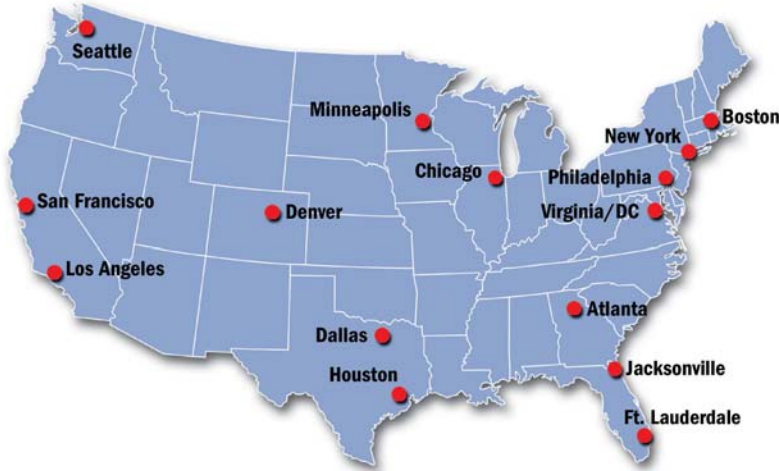 Seattle
Minneapolis
Boston
New York
Chicago
Philadelphia
San Francisco
Denver
Virginia/DC
Los Angeles
Atlanta
Dallas
Jacksonville
Houston
Ft. Lauderdale